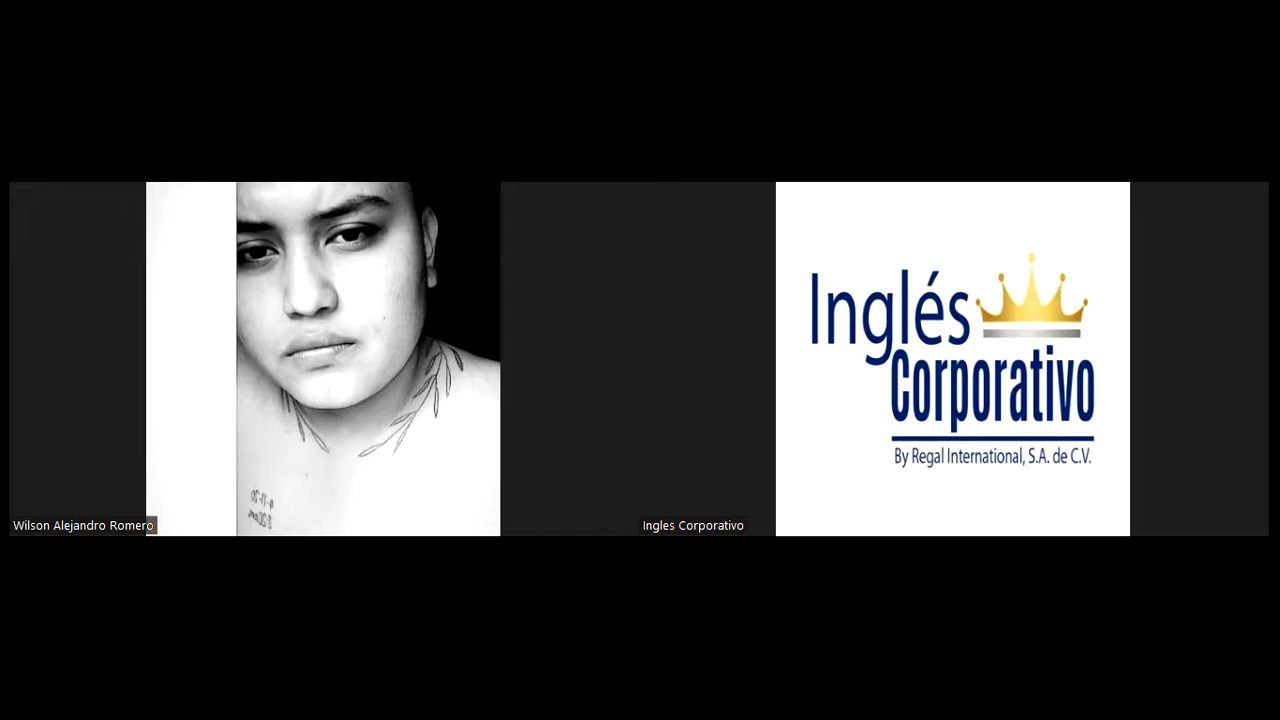 Wilson Alejandro Romero
Ingles Corporativo
Inglés
Corporativo
By Regal International, S.A. de C.V.